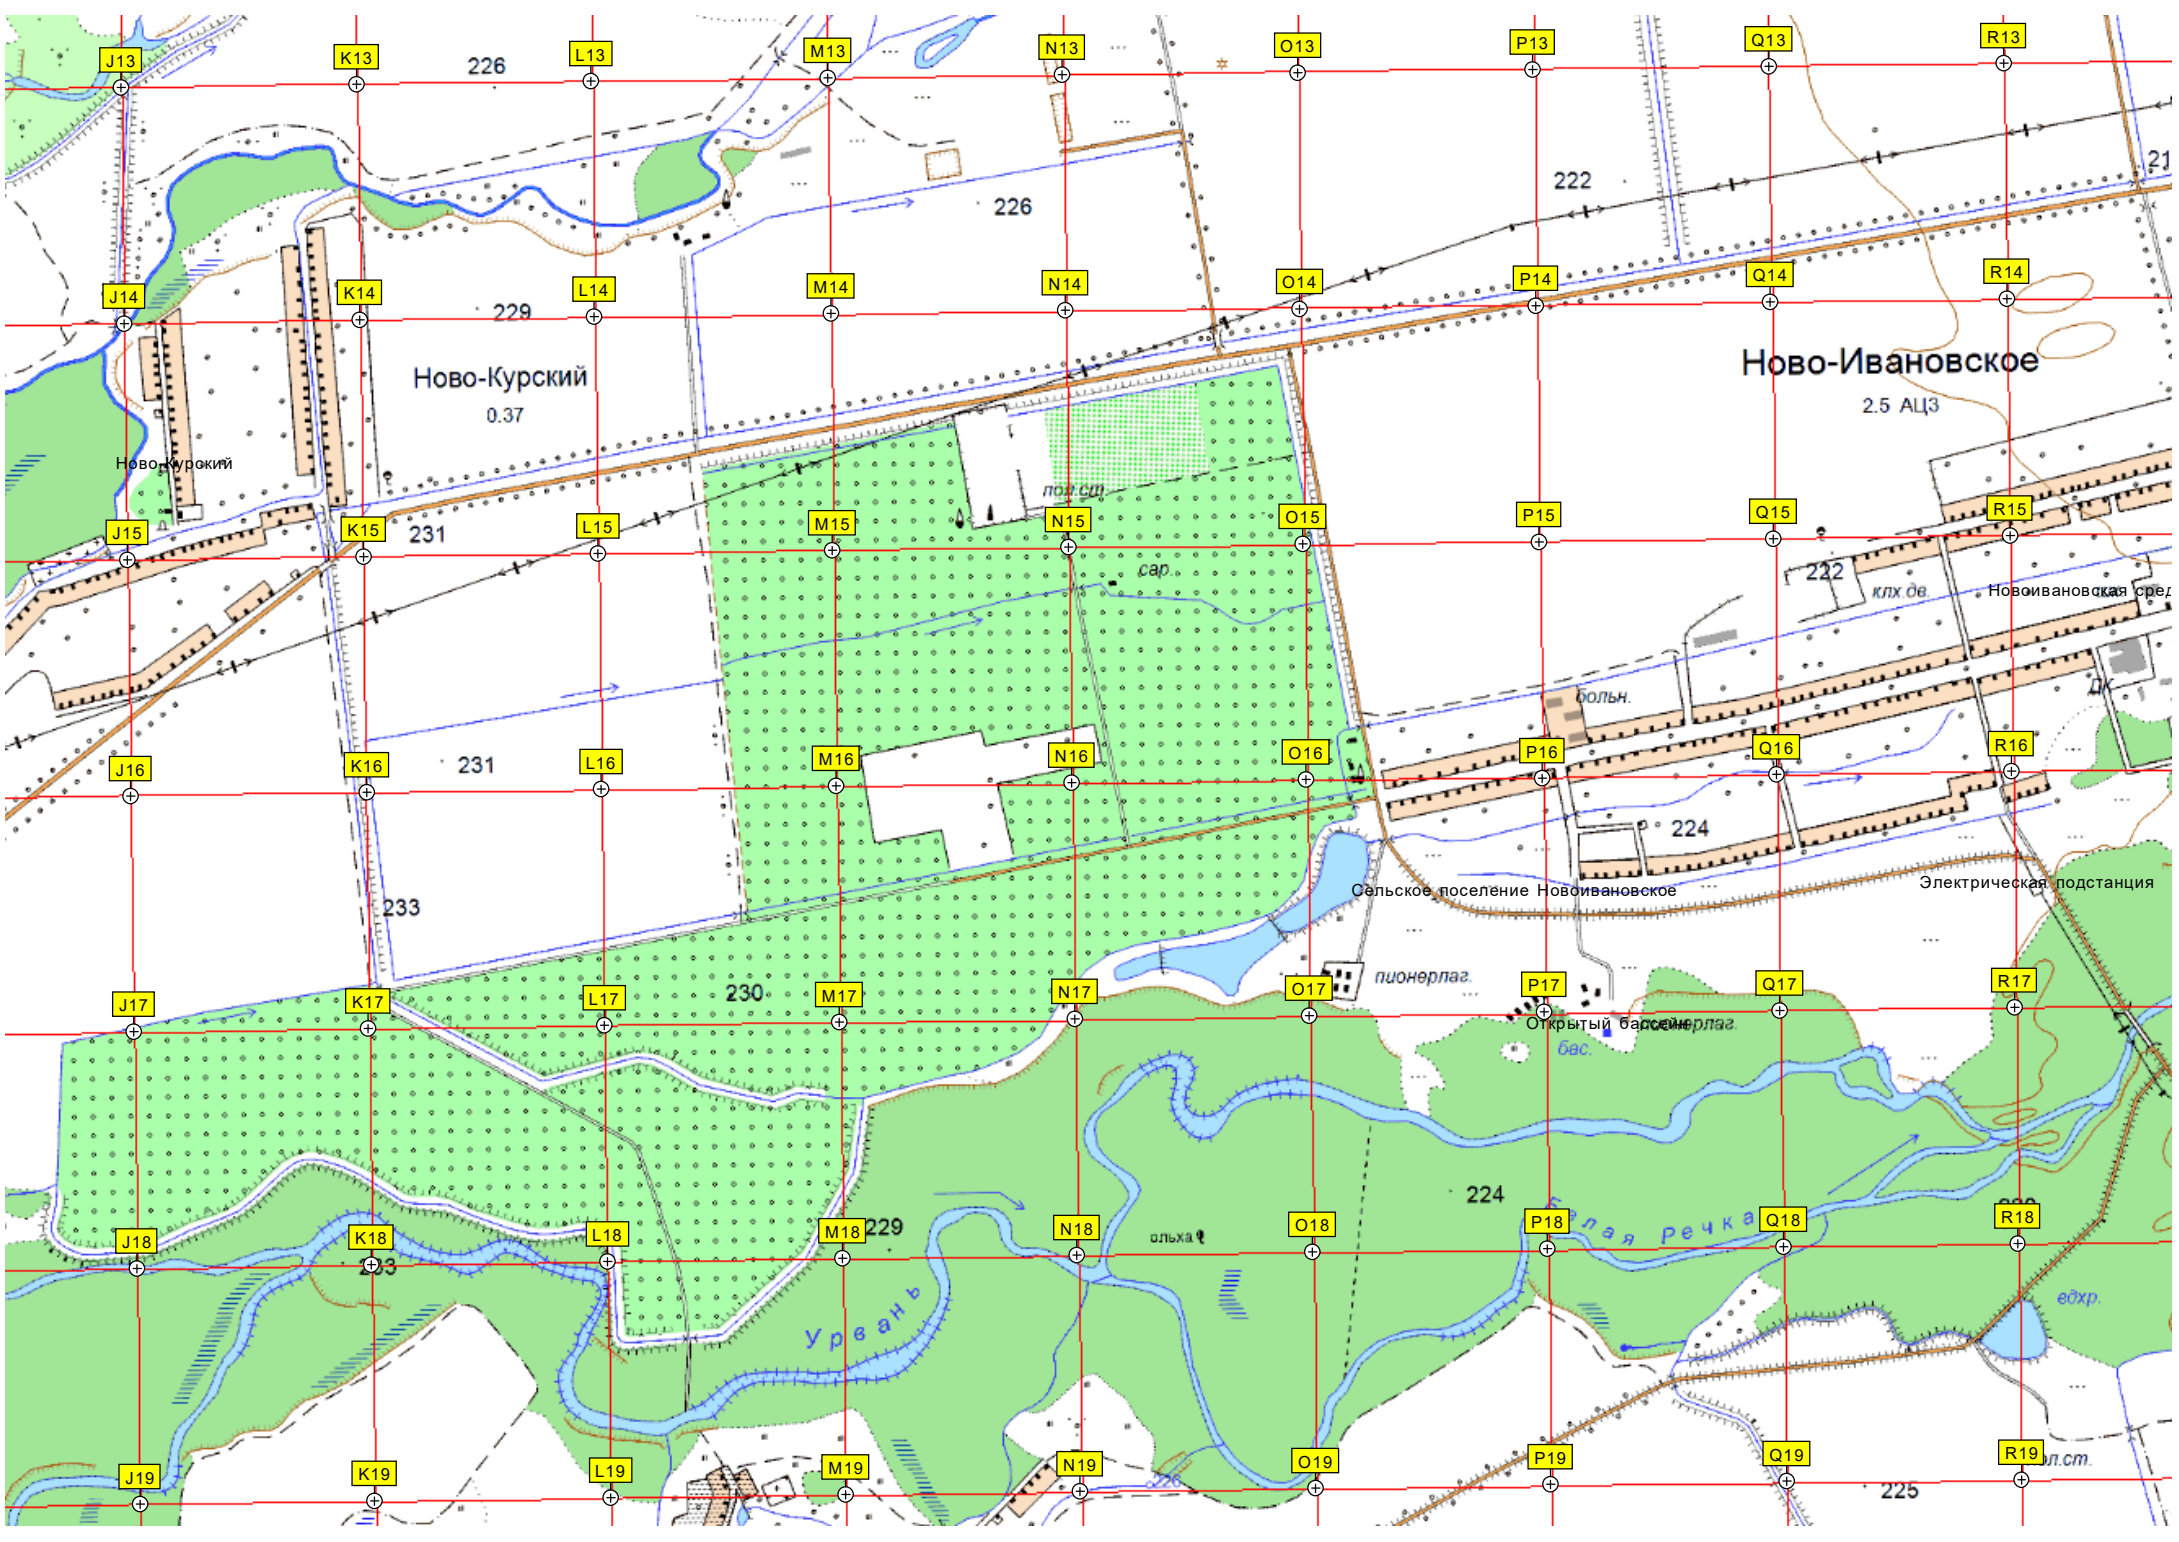 J13
K13
226
L13
M13
N13
O13
P13
Q13
R13
222
226
J14
K14
229
L14
M14
N14
O14
P14
Q14
R14
Ново-Курский
0.37
Ново-Ивановское
2.5 АЦЗ
Ново-Курский
пол.ст.
J15
K15
231
L15
M15
N15
O15
P15
Q15
R15
сар.
222
клх.дв.
больн.
ДК
J16
K16
231
L16
M16
N16
O16
P16
Q16
R16
224
233
Сельское поселение Новоивановское
Электрическая подстанция
пионерлаг.
J17
K17
L17
230
M17
N17
O17
P17
Q17
R17
Открытый бассейн
бас.
224
Белая Речка
J18
K18
233
L18
M18
229
N18
ольха
O18
P18
Q18
R18
Урвань
вдхр.
J19
K19
L19
M19
N19
226
O19
P19
Q19
R19
225